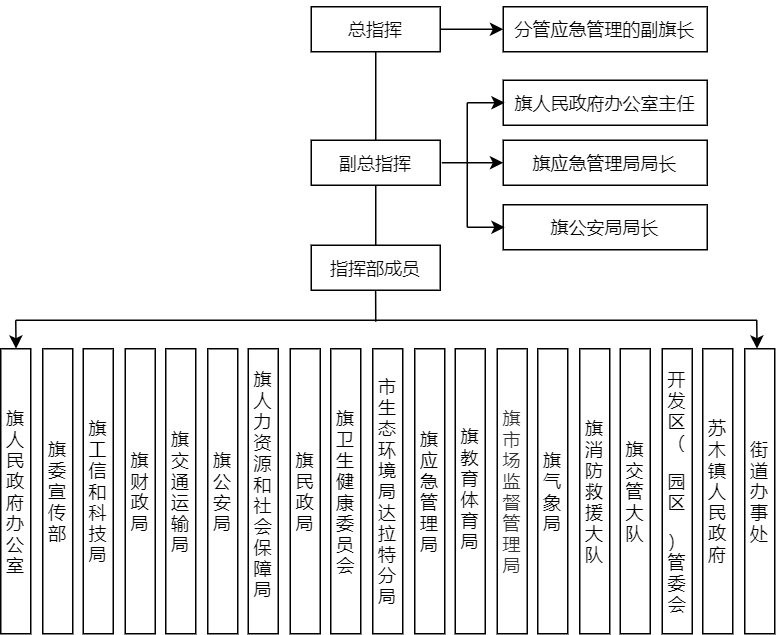 总指挥
分管应急管理的副旗长
旗人民政府办公室主任
副总指挥
旗应急管理局局长
旗公安局局长
指挥部成员
旗人民政府办公室
旗委宣传部
旗工信和科技局
旗财政局
旗交通运输局
旗公安局
旗人力资源和社会保障局
旗民政局
旗卫生健康委员会
市生态环境局达拉特分局
旗应急管理局
旗教育体育局
旗市场监督管理局
旗气象局
旗消防救援大队
旗交管大队
开发区（园区）管委会
苏木镇人民政府
街道办事处